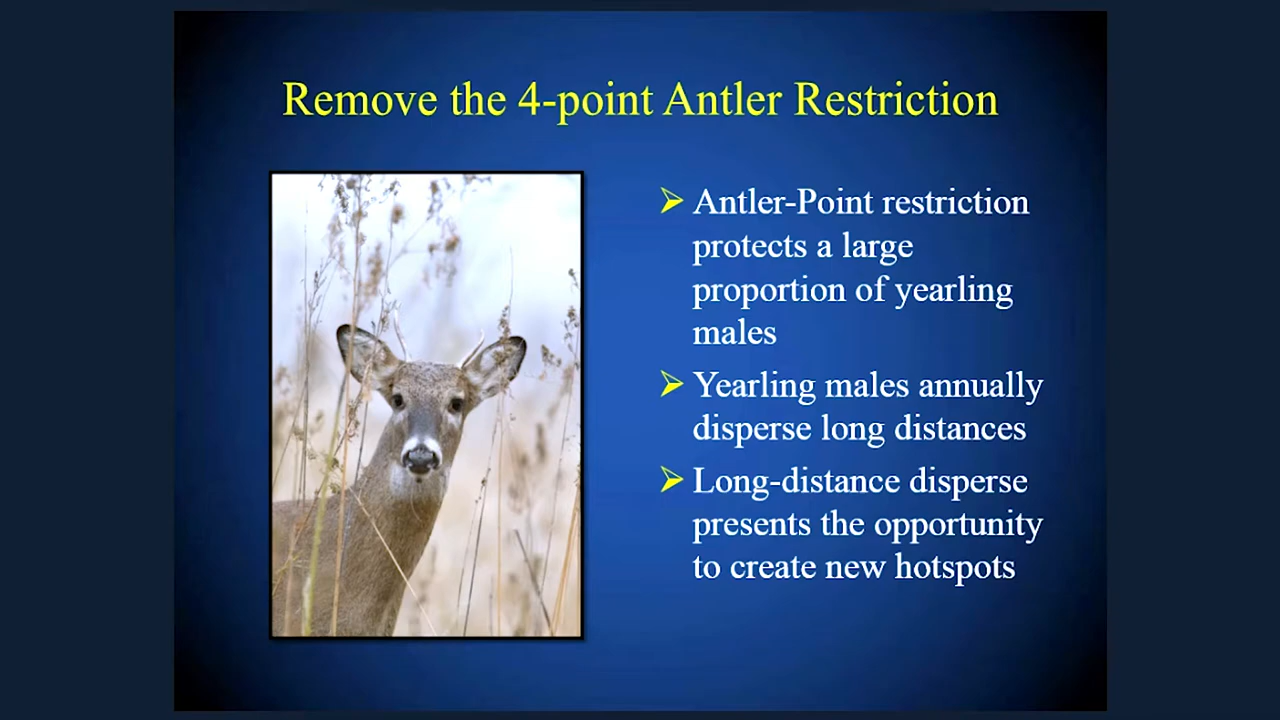 Remove the 4-point Antler Restriction
Antler-Point restriction
protects a large
proportion of yearling
males
Yearling males annually
disperse long distances
Long-distance disperse
presents the opportunity
to create new hotspots